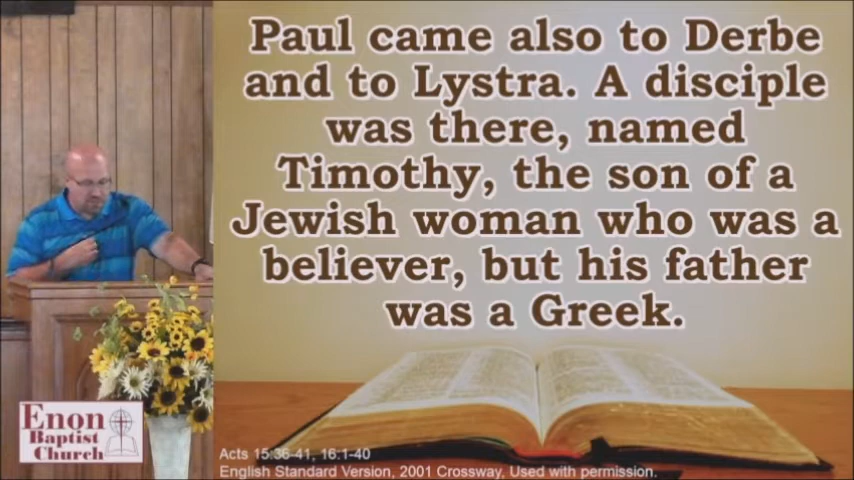 Paul came also to Derbe
and to Lystra. A disciple
was there, named
Timothy, the son of a
Jewish woman who was a
believer, but his father
was a Greek.
Enon
Baptist
Church
Acts 15:36-41, 16:1-40
English Standard Version, 2001 Crossway, Used with permission.